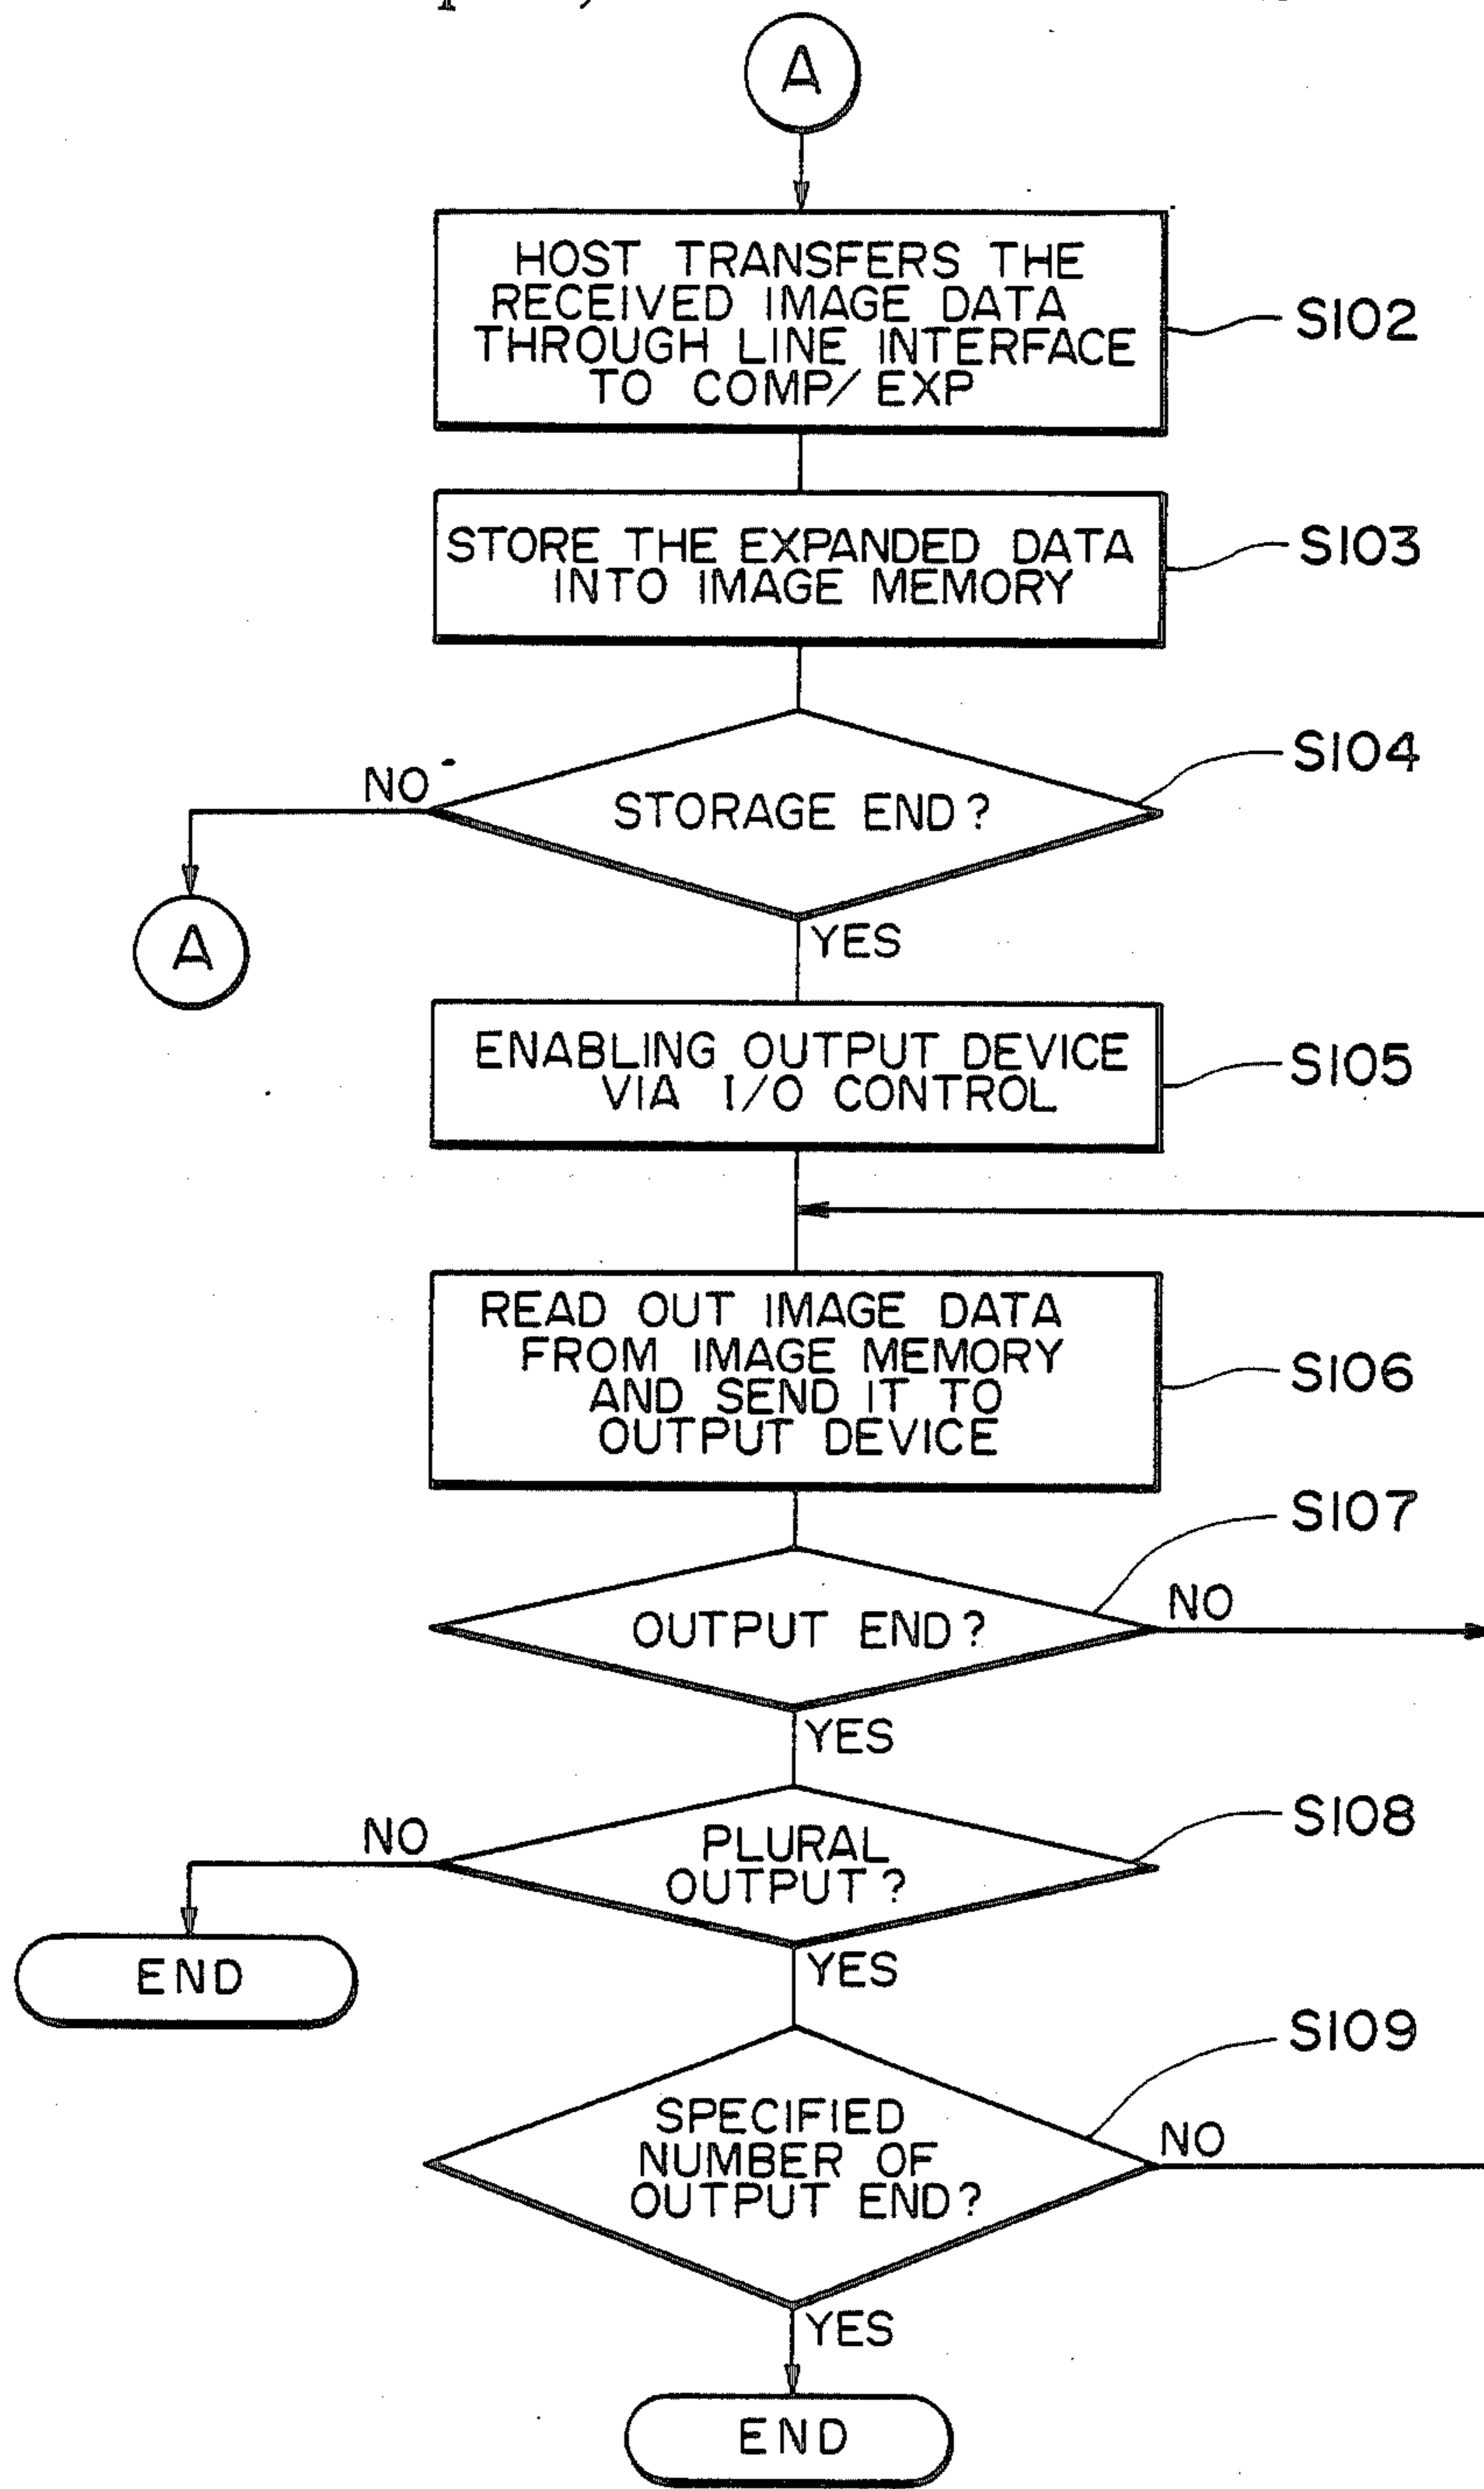 A
HOST TRANSFERS THE
RECEIVED IMAGE DATA
THROUGH LINE INTERFACE
TO COMP/EXP
S102
STORE THE EXPANDED DATA
INTO IMAGE MEMORY
S103
S104
NO
STORAGE END?
A
YES
ENABLING OUTPUT DEVICE
VIA I/O CONTROL
S105
READ OUT IMAGE DATA
FROM IMAGE MEMORY
AND SEND IT TO
OUTPUT DEVICE
S106
S107
OUTPUT END?
NO
YES
S108
NO
PLURAL
OUTPUT?
END
YES
S109
SPECIFIED
NUMBER OF
OUTPUT END?
NO
YES
END